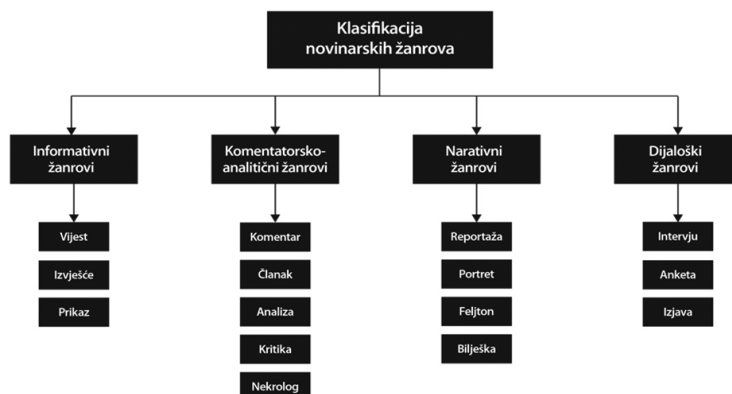 Klasifikacija
novinarskih žanrova
Informativni
žanrovi
Komentatorsko-
analitični žanrovi
Narativni
žanrovi
Dijaloški
žanrovi
Vijest
Izvješće
Prikaz
Komentar
Članak
Analiza
Kritika
Nekrolog
Reportaža
Portret
Feljton
Bilješka
Intervju
Anketa
Izjava